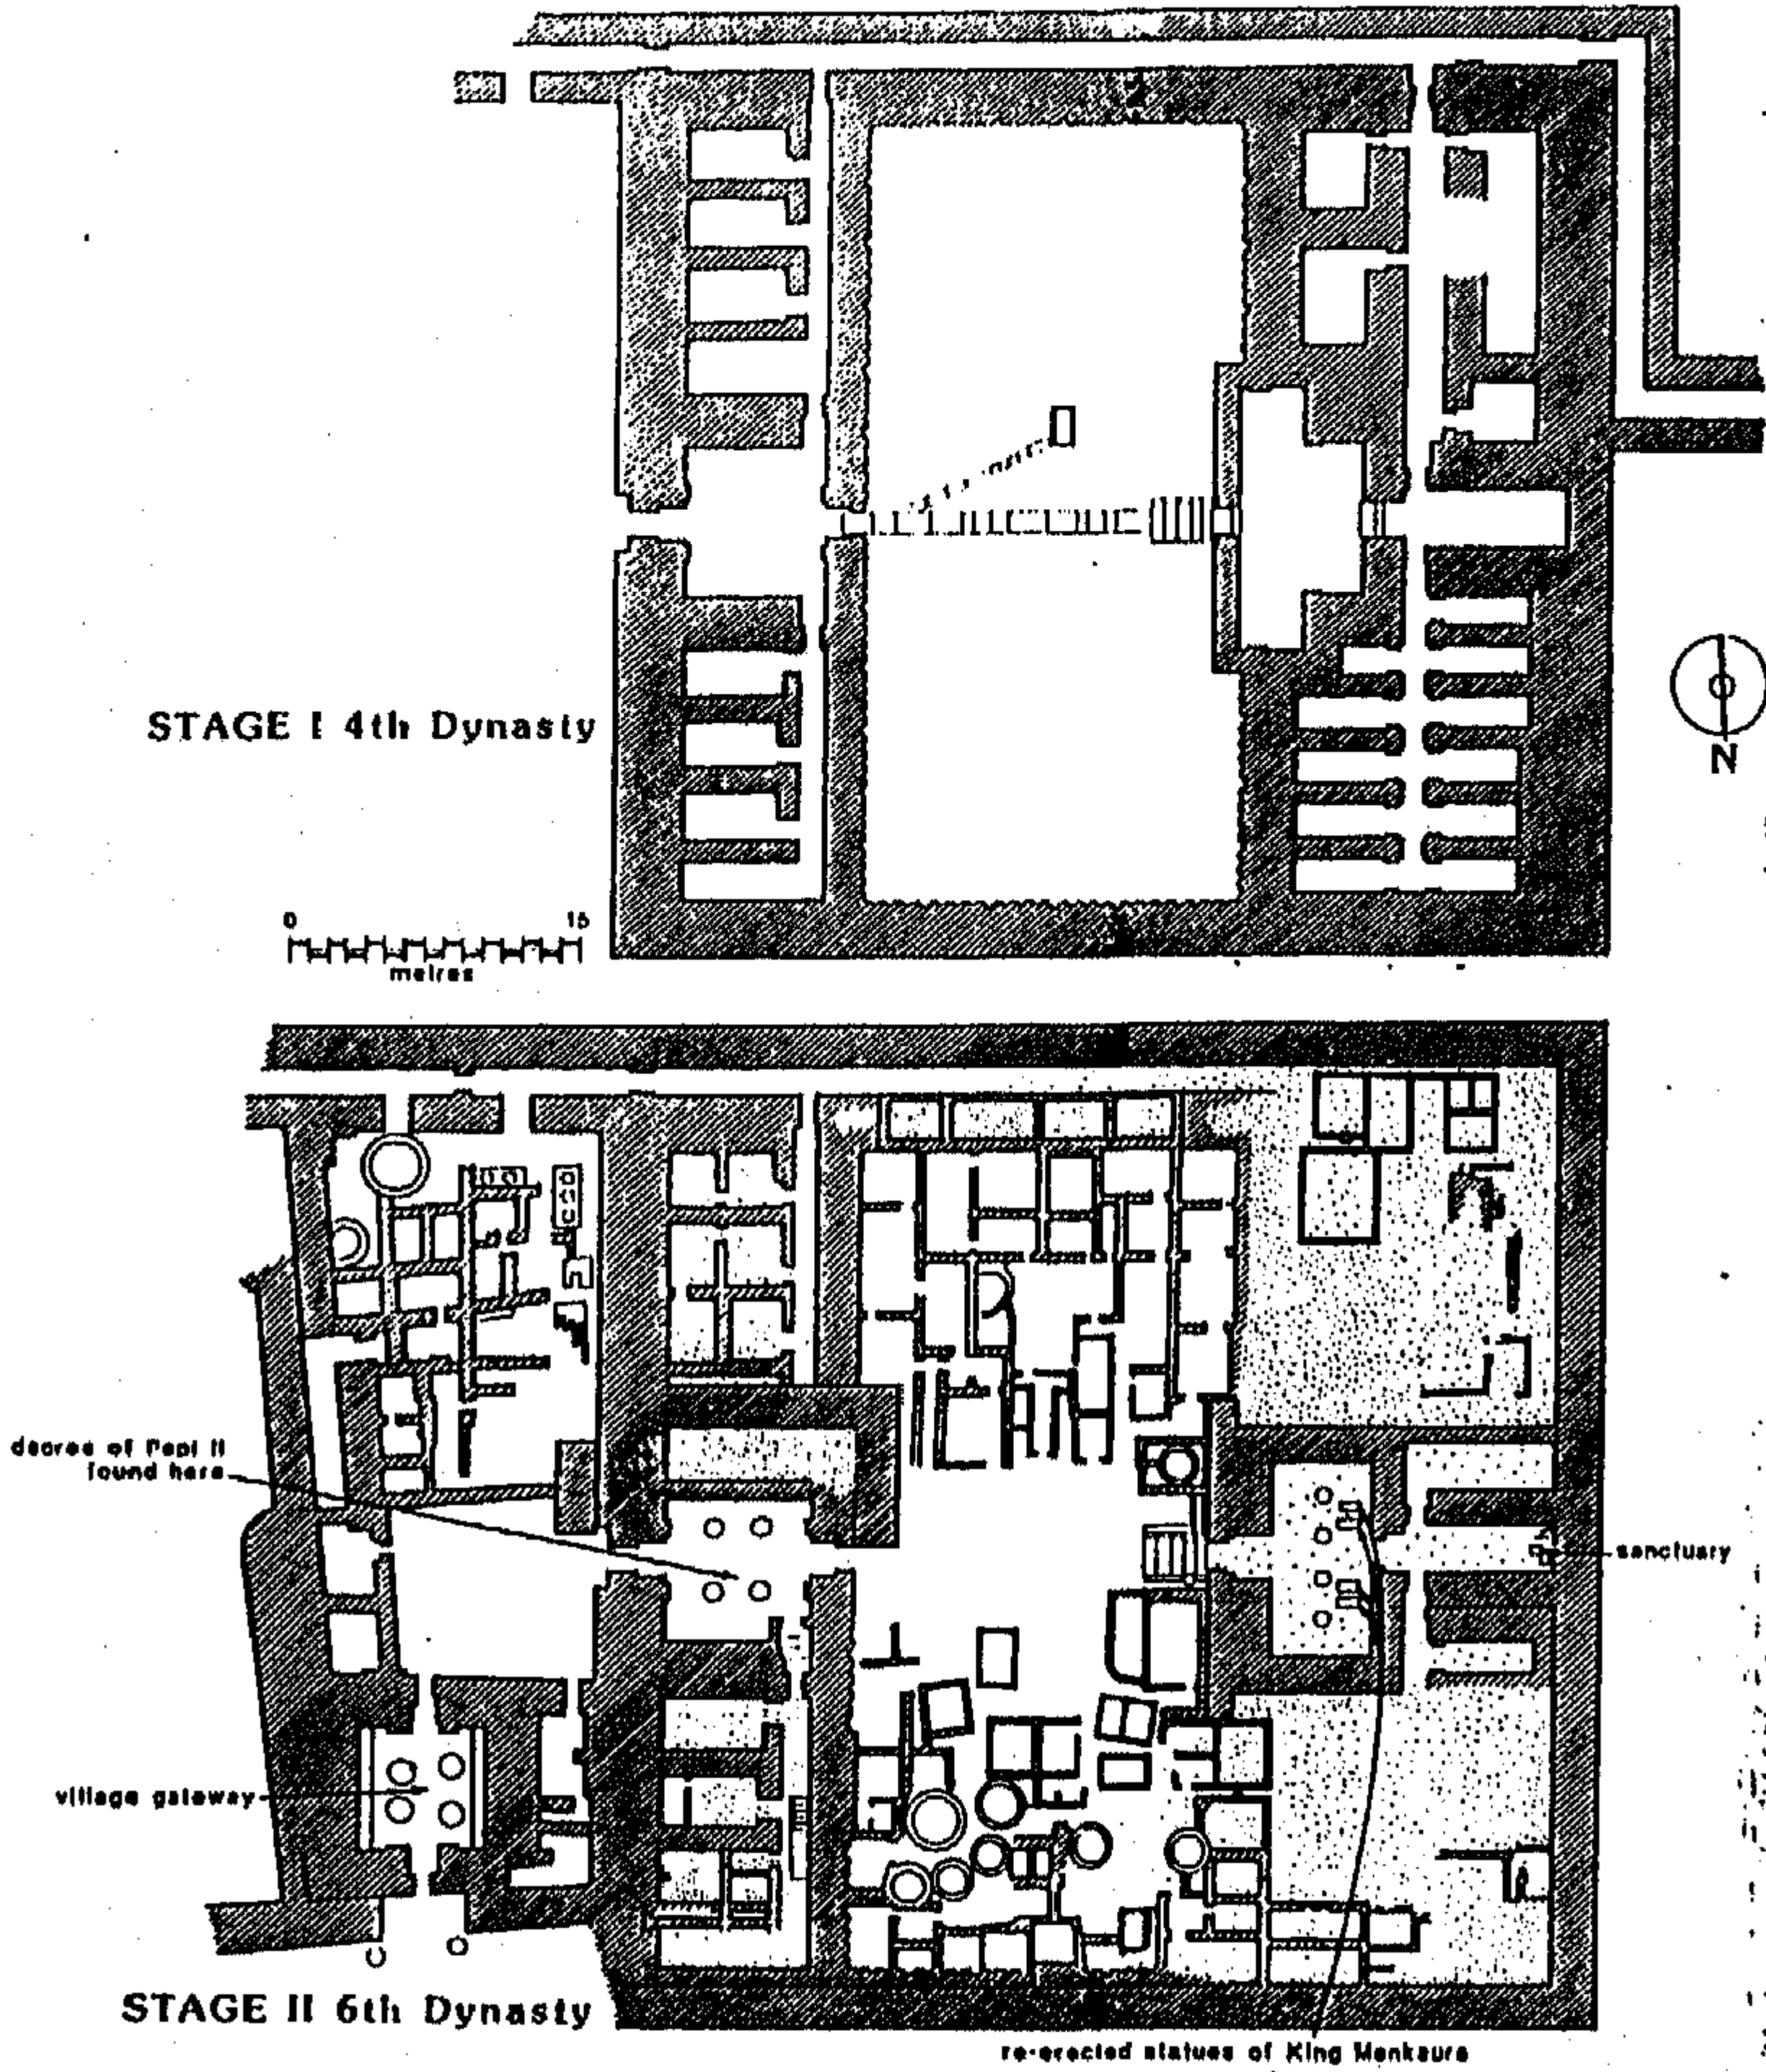 STAGE I 4th Dynasty
N
0 15
metres
decree of Pepi II
found here
sanctuary
village gateway
STAGE II 6th Dynasty
re-erected statues of King Menkaure